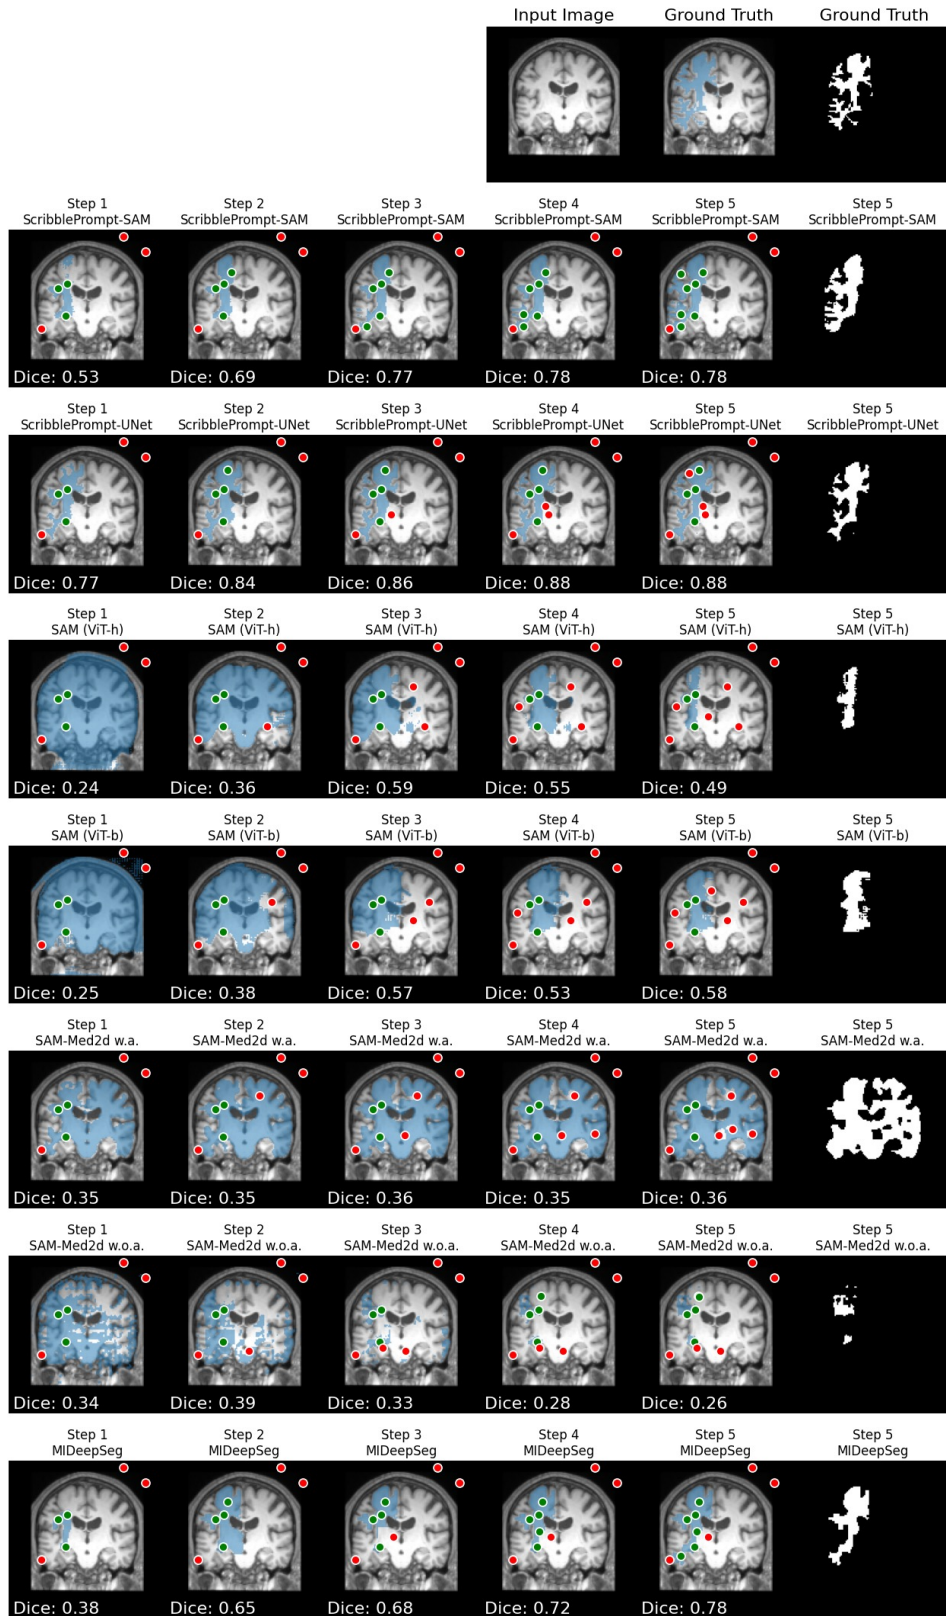 Input Image Ground Truth Ground Truth
Step 1 Step 2 Step 3 Step 4 Step 5 Step 5
ScribblePrompt-SAM ScribblePrompt-SAM ScribblePrompt-SAM ScribblePrompt-SAM ScribblePrompt-SAM ScribblePrompt-SAM
Dice: 0.53 Dice: 0.69 Dice: 0.77 Dice: 0.78 Dice: 0.78
Step 1 Step 2 Step 3 Step 4 Step 5 Step 5
ScribblePrompt-UNet ScribblePrompt-UNet ScribblePrompt-UNet ScribblePrompt-UNet ScribblePrompt-UNet ScribblePrompt-UNet
Dice: 0.77 Dice: 0.84 Dice: 0.86 Dice: 0.88 Dice: 0.88
Step 1 Step 2 Step 3 Step 4 Step 5 Step 5
SAM (ViT-h) SAM (ViT-h) SAM (ViT-h) SAM (ViT-h) SAM (ViT-h) SAM (ViT-h)
Dice: 0.24 Dice: 0.36 Dice: 0.59 Dice: 0.55 Dice: 0.49
Step 1 Step 2 Step 3 Step 4 Step 5 Step 5
SAM (ViT-b) SAM (ViT-b) SAM (ViT-b) SAM (ViT-b) SAM (ViT-b) SAM (ViT-b)
Dice: 0.25 Dice: 0.38 Dice: 0.57 Dice: 0.53 Dice: 0.58
Step 1 Step 2 Step 3 Step 4 Step 5 Step 5
SAM-Med2d w.a. SAM-Med2d w.a. SAM-Med2d w.a. SAM-Med2d w.a. SAM-Med2d w.a. SAM-Med2d w.a.
Dice: 0.35 Dice: 0.35 Dice: 0.36 Dice: 0.35 Dice: 0.36
Step 1 Step 2 Step 3 Step 4 Step 5 Step 5
SAM-Med2d w.o.a. SAM-Med2d w.o.a. SAM-Med2d w.o.a. SAM-Med2d w.o.a. SAM-Med2d w.o.a. SAM-Med2d w.o.a.
Dice: 0.34 Dice: 0.39 Dice: 0.33 Dice: 0.28 Dice: 0.26
Step 1 Step 2 Step 3 Step 4 Step 5 Step 5
MIDeepSeg MIDeepSeg MIDeepSeg MIDeepSeg MIDeepSeg MIDeepSeg
Dice: 0.38 Dice: 0.65 Dice: 0.68 Dice: 0.72 Dice: 0.78